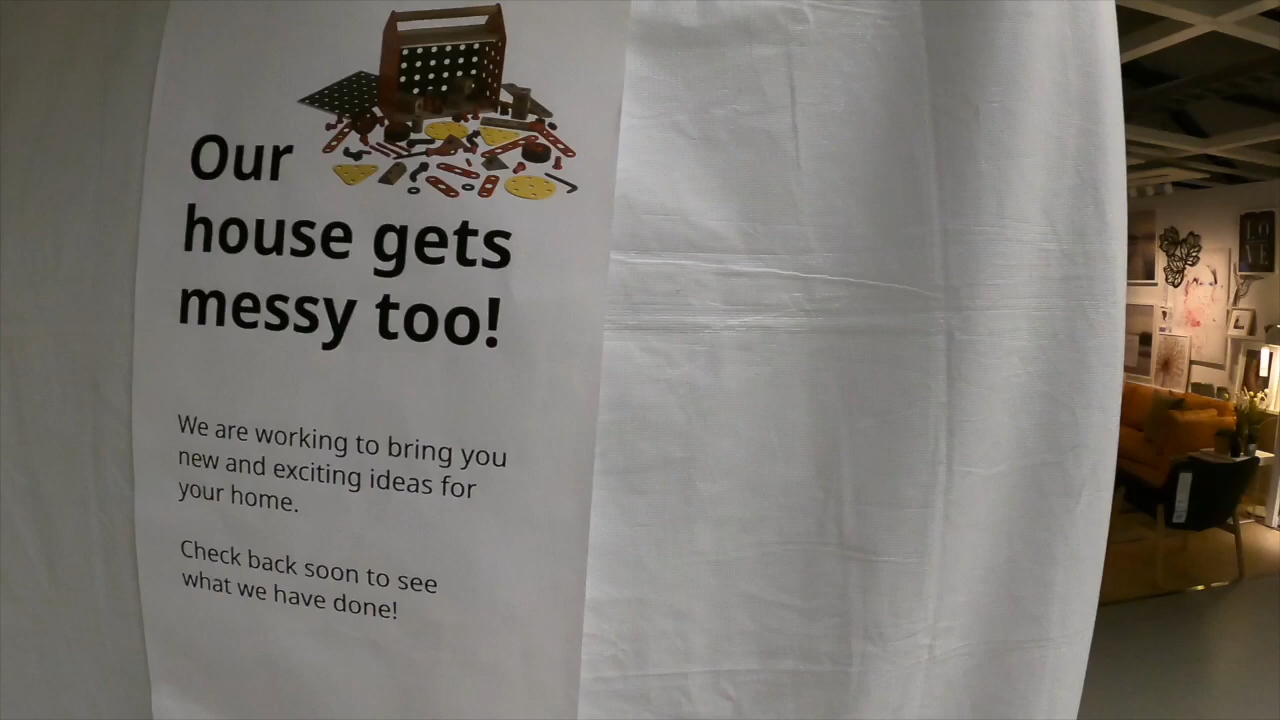 Our
house gets
messy too!
We are working to bring you
new and exciting ideas for
your home.
Check back soon to see
what we have done!